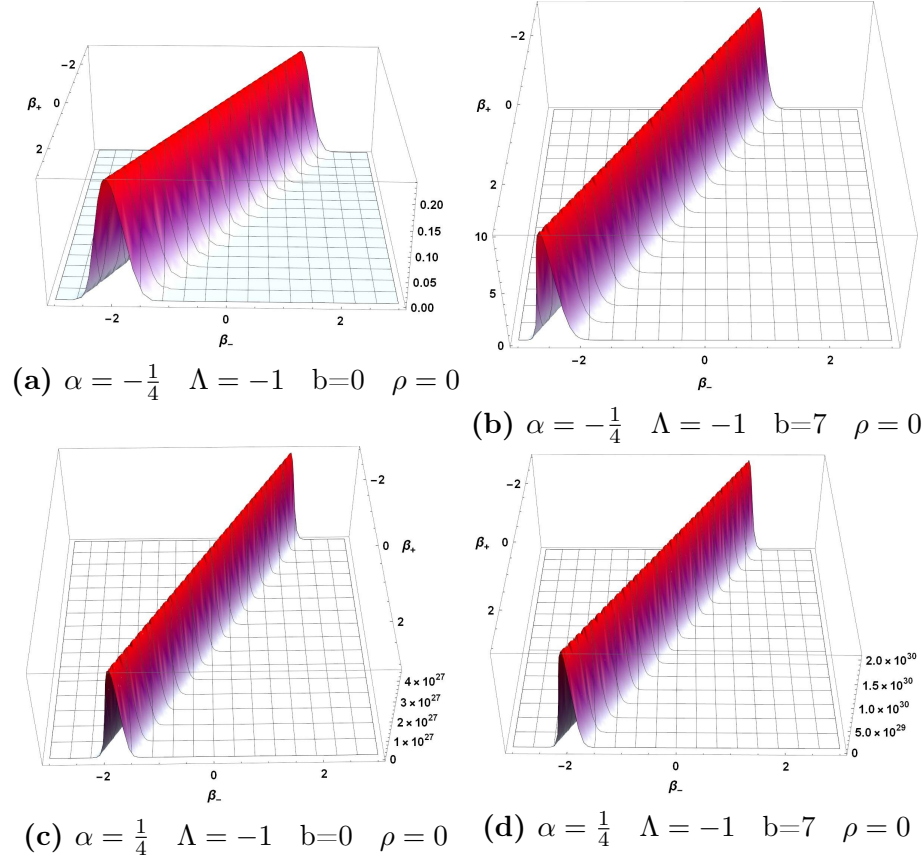 −2
β+ 0
2
0.20
0.15
0.10
0.05
0.00
−2 0 2
β−
(a) α = −1/4 Λ = −1 b=0 ρ = 0
−2
β+
0
2
10
5
0
−2 0 2
β−
(b) α = −1/4 Λ = −1 b=7 ρ = 0
−2
0 β+
2
4 × 10^27
3 × 10^27
2 × 10^27
1 × 10^27
0
−2 0 2
β−
(c) α = 1/4 Λ = −1 b=0 ρ = 0
−2
β+ 0
2
2.0 × 10^30
1.5 × 10^30
1.0 × 10^30
5.0 × 10^29
0
−2 0 2
β−
(d) α = 1/4 Λ = −1 b=7 ρ = 0